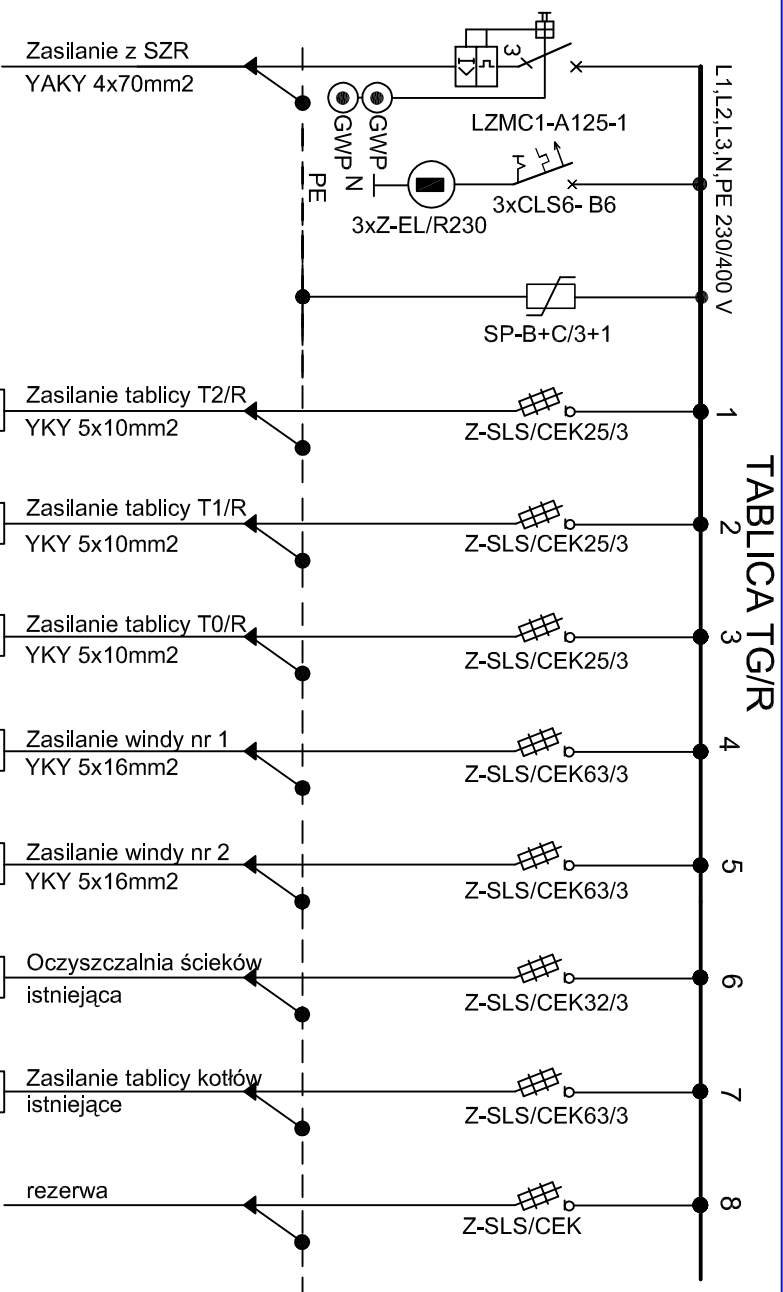 TABLICA TG/R
L1,L2,L3,N,PE 230/400 V
Zasilanie z SZR
YAKY 4x70mm2
3
LZMC1-A125-1
GWP
GWP
N
PE
3xCLS6- B6
3xZ-EL/R230
SP-B+C/3+1
Zasilanie tablicy T2/R
YKY 5x10mm2
Z-SLS/CEK25/3
1
Zasilanie tablicy T1/R
YKY 5x10mm2
Z-SLS/CEK25/3
2
Zasilanie tablicy T0/R
YKY 5x10mm2
Z-SLS/CEK25/3
3
Zasilanie windy nr 1
YKY 5x16mm2
Z-SLS/CEK63/3
4
Zasilanie windy nr 2
YKY 5x16mm2
Z-SLS/CEK63/3
5
Oczyszczalnia ścieków
istniejąca
Z-SLS/CEK32/3
6
Zasilanie tablicy kotłów
istniejące
Z-SLS/CEK63/3
7
rezerwa
Z-SLS/CEK
8